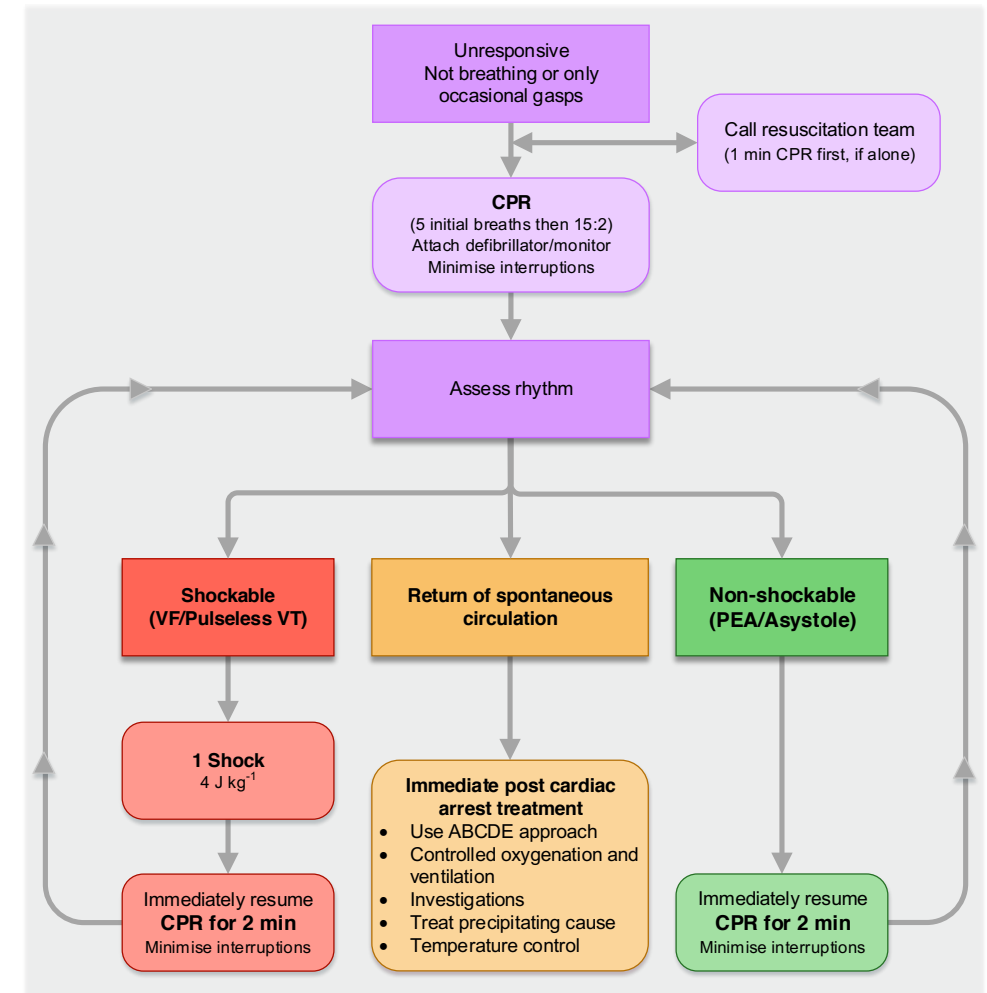 Unresponsive
Not breathing or only
occasional gasps
Call resuscitation team
(1 min CPR first, if alone)
CPR
(5 initial breaths then 15:2)
Attach defibrillator/monitor
Minimise interruptions
Assess rhythm
Shockable
(VF/Pulseless VT)
Return of spontaneous
circulation
Non-shockable
(PEA/Asystole)
1 Shock
4 J kg⁻¹
Immediate post cardiac
arrest treatment
• Use ABCDE approach
• Controlled oxygenation and
ventilation
• Investigations
• Treat precipitating cause
• Temperature control
Immediately resume
CPR for 2 min
Minimise interruptions
Immediately resume
CPR for 2 min
Minimise interruptions